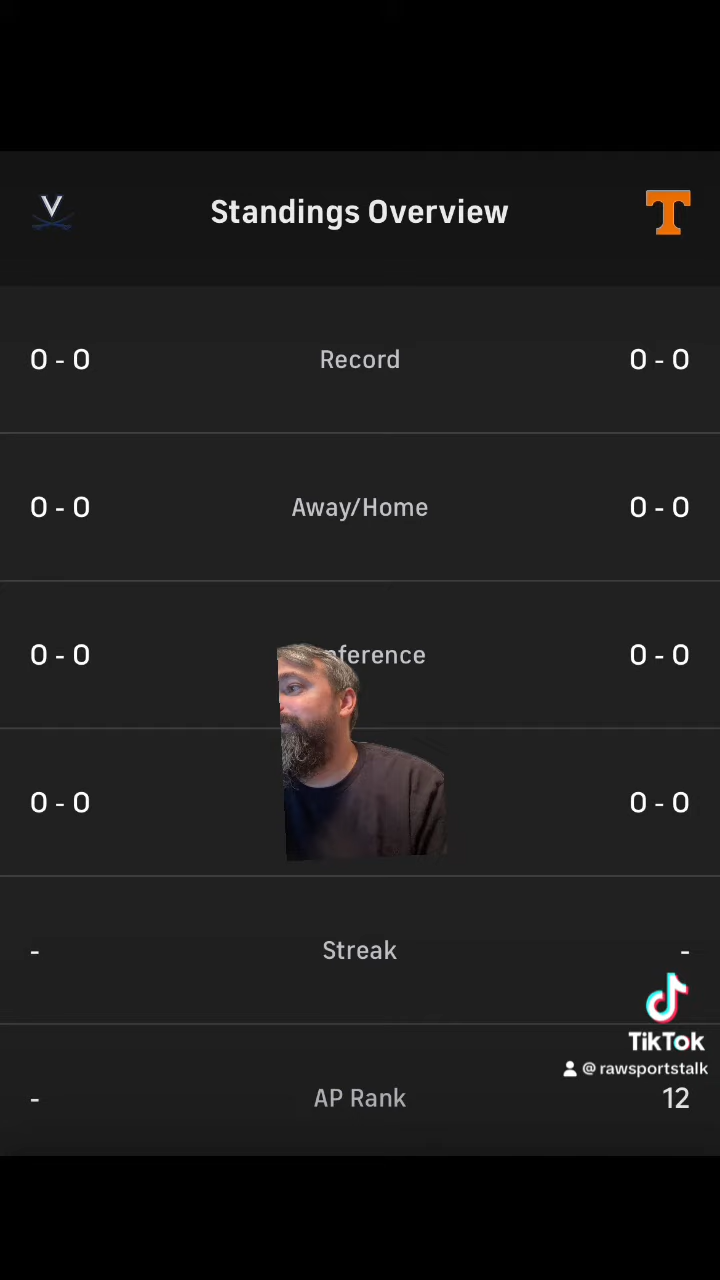 V
Standings Overview
T
0 - 0 Record 0 - 0
0 - 0 Away/Home 0 - 0
0 - 0 nference 0 - 0
0 - 0 0 - 0
- Streak -
TikTok
@rawsportstalk
- AP Rank 12